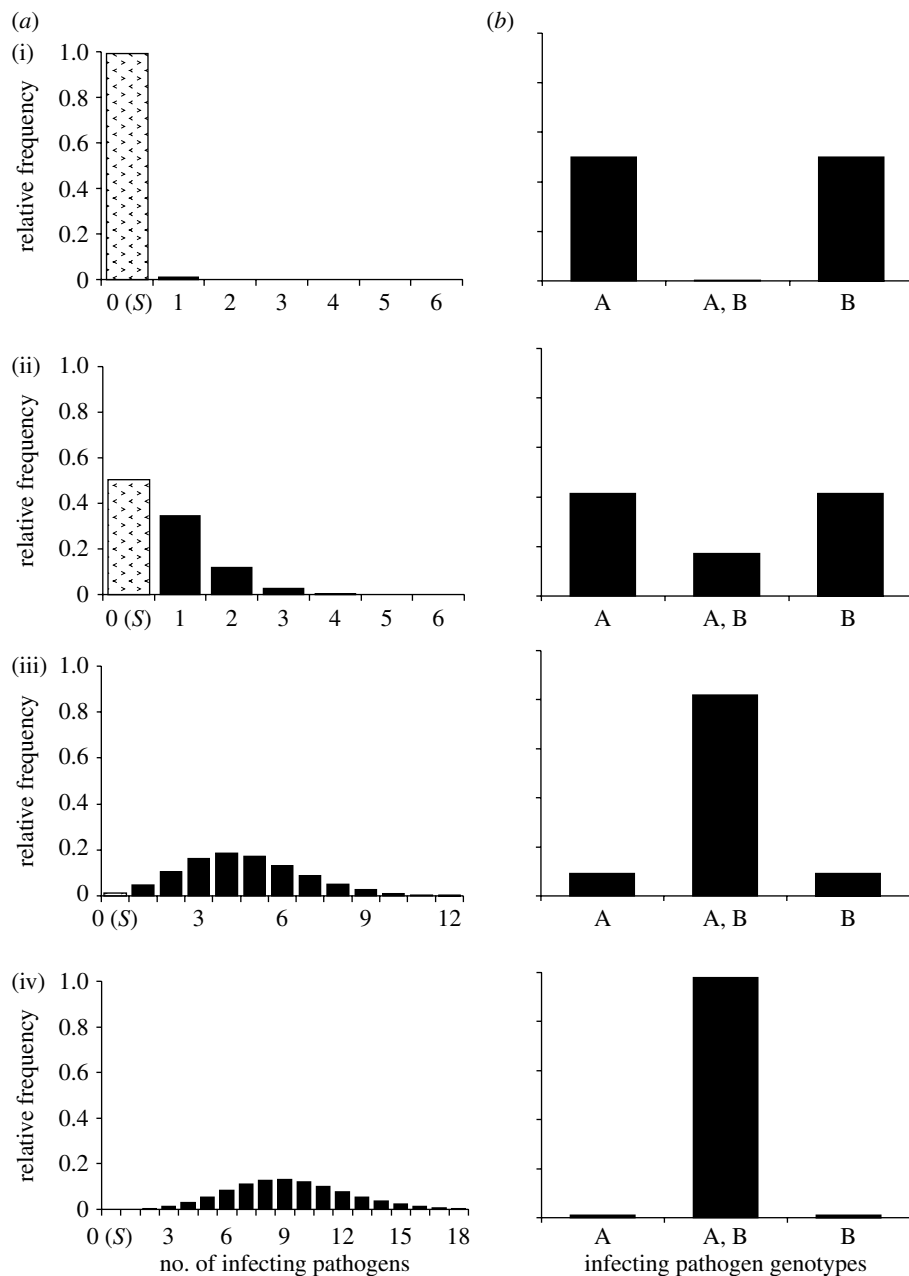 (a)
(b)
(i)
1.0
0.8
0.6
0.4
0.2
0
relative frequency
0 (S) 1 2 3 4 5 6
A A, B B
(ii)
1.0
0.8
0.6
0.4
0.2
0
relative frequency
0 (S) 1 2 3 4 5 6
A A, B B
(iii)
1.0
0.8
0.6
0.4
0.2
0
relative frequency
0 (S) 3 6 9 12
A A, B B
(iv)
1.0
0.8
0.6
0.4
0.2
0
relative frequency
0 (S) 3 6 9 12 15 18
no. of infecting pathogens
A A, B B
infecting pathogen genotypes